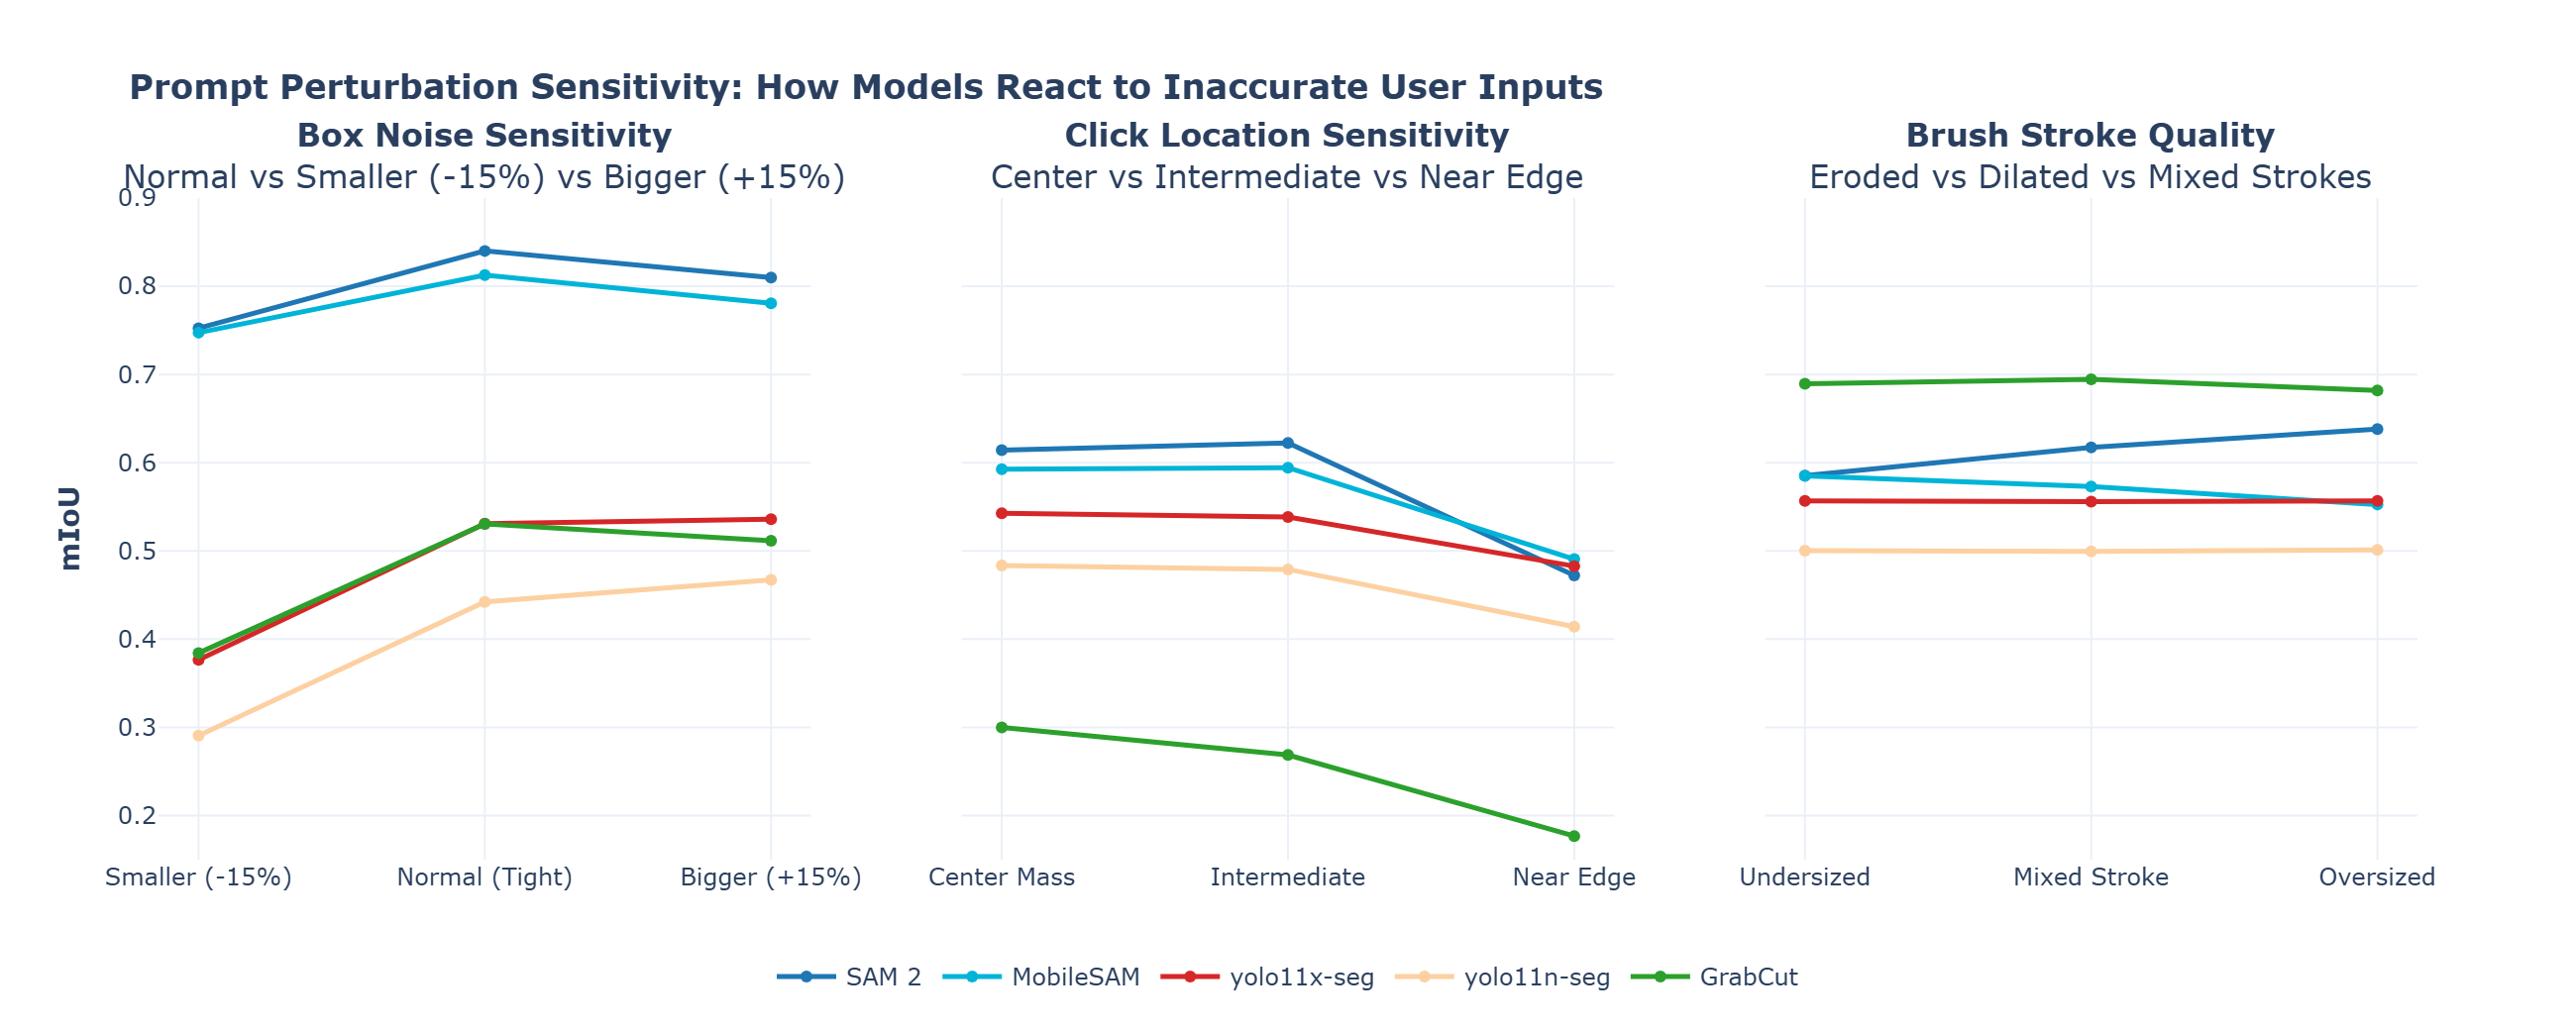 Prompt Perturbation Sensitivity: How Models React to Inaccurate User Inputs
Box Noise Sensitivity
Normal vs Smaller (-15%) vs Bigger (+15%)
Click Location Sensitivity
Center vs Intermediate vs Near Edge
Brush Stroke Quality
Eroded vs Dilated vs Mixed Strokes
mIoU
0.9
0.8
0.7
0.6
0.5
0.4
0.3
0.2
Smaller (-15%)
Normal (Tight)
Bigger (+15%)
Center Mass
Intermediate
Near Edge
Undersized
Mixed Stroke
Oversized
SAM 2
MobileSAM
yolo11x-seg
yolo11n-seg
GrabCut